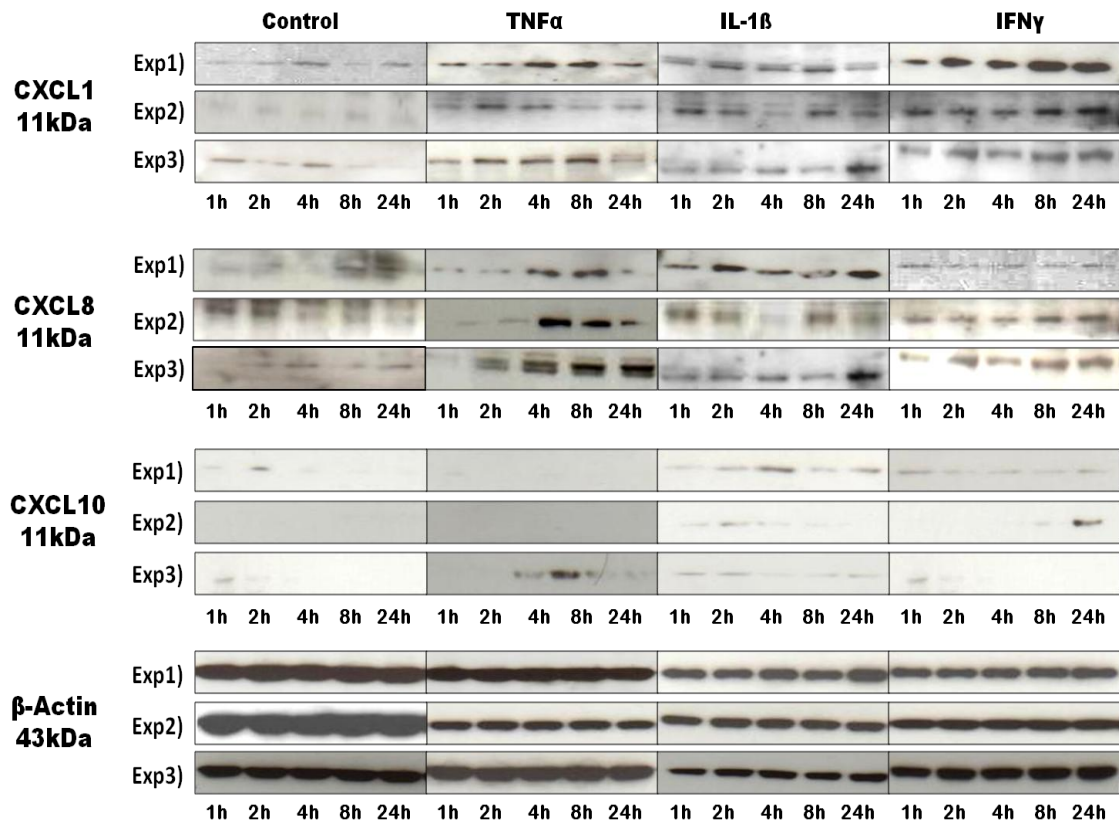 Control TNFα IL-1ß IFNγ
CXCL1
11kDa
Exp1)
Exp2)
Exp3)
1h 2h 4h 8h 24h 1h 2h 4h 8h 24h 1h 2h 4h 8h 24h 1h 2h 4h 8h 24h
CXCL8
11kDa
Exp1)
Exp2)
Exp3)
1h 2h 4h 8h 24h 1h 2h 4h 8h 24h 1h 2h 4h 8h 24h 1h 2h 4h 8h 24h
CXCL10
11kDa
Exp1)
Exp2)
Exp3)
1h 2h 4h 8h 24h 1h 2h 4h 8h 24h 1h 2h 4h 8h 24h 1h 2h 4h 8h 24h
β-Actin
43kDa
Exp1)
Exp2)
Exp3)
1h 2h 4h 8h 24h 1h 2h 4h 8h 24h 1h 2h 4h 8h 24h 1h 2h 4h 8h 24h